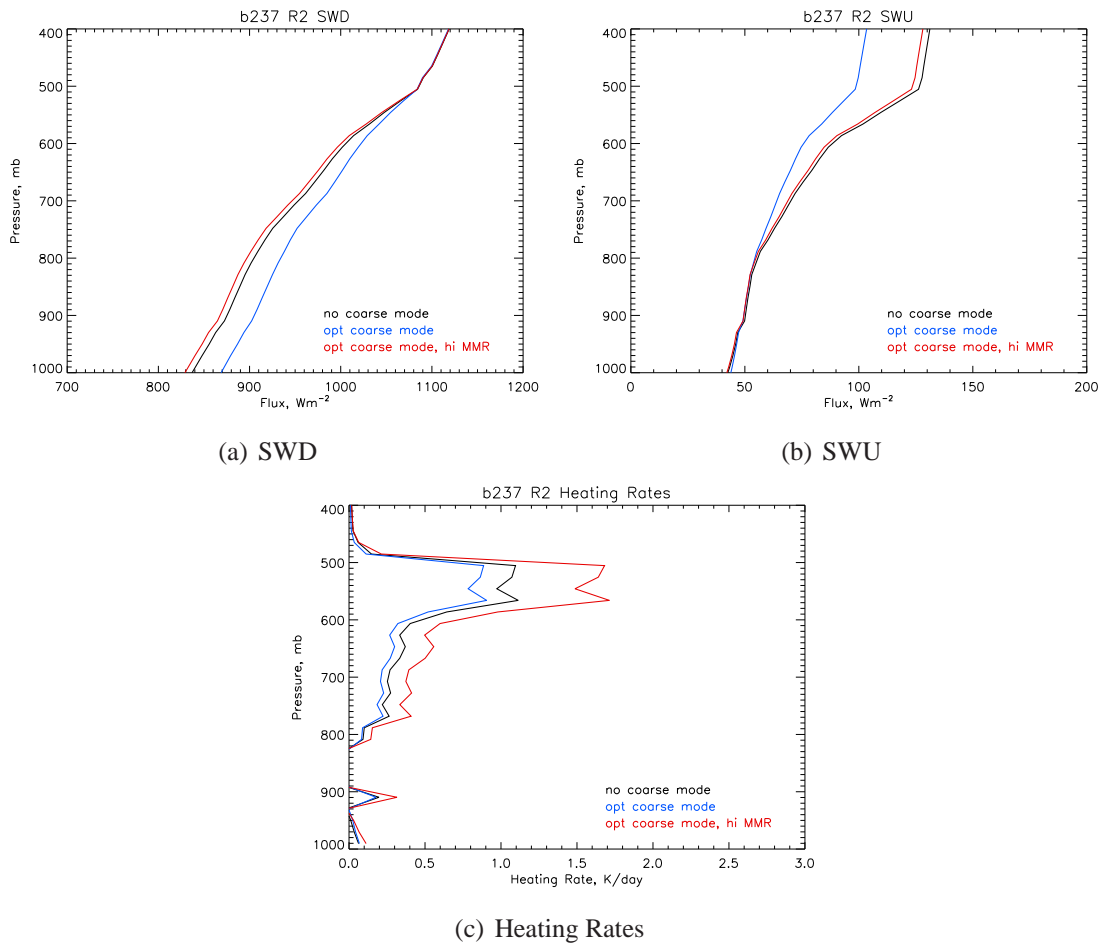 b237 R2 SWD
400
500
600
700
800
900
1000
Pressure, mb
no coarse mode
opt coarse mode
opt coarse mode, hi MMR
700 800 900 1000 1100 1200
Flux, Wm⁻²
(a) SWD
b237 R2 SWU
400
500
600
700
800
900
1000
Pressure, mb
no coarse mode
opt coarse mode
opt coarse mode, hi MMR
0 50 100 150 200
Flux, Wm⁻²
(b) SWU
b237 R2 Heating Rates
400
500
600
700
800
900
1000
Pressure, mb
no coarse mode
opt coarse mode
opt coarse mode, hi MMR
0.0 0.5 1.0 1.5 2.0 2.5 3.0
Heating Rate, K/day
(c) Heating Rates